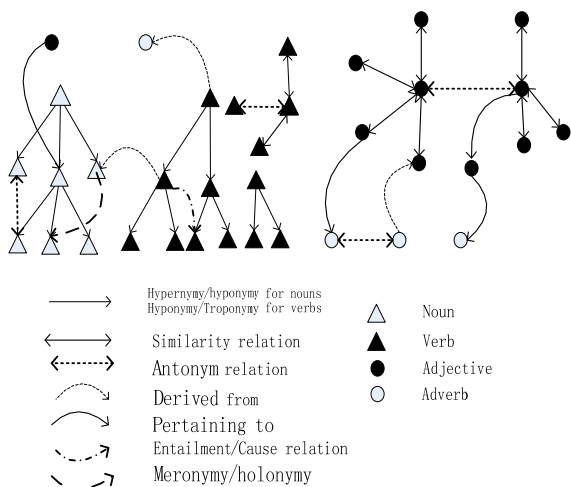 Hypernymy/hyponymy for nouns
Hyponymy/Troponymy for verbs
Similarity relation
Antonym relation
Derived from
Pertaining to
Entailment/Cause relation
Meronymy/holonymy
Noun
Verb
Adjective
Adverb